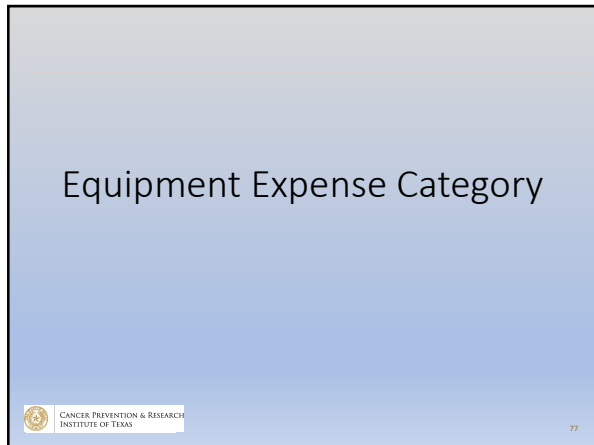 Equipment Expense Category
CANCER PREVENTION & RESEARCH
INSTITUTE OF TEXAS
77